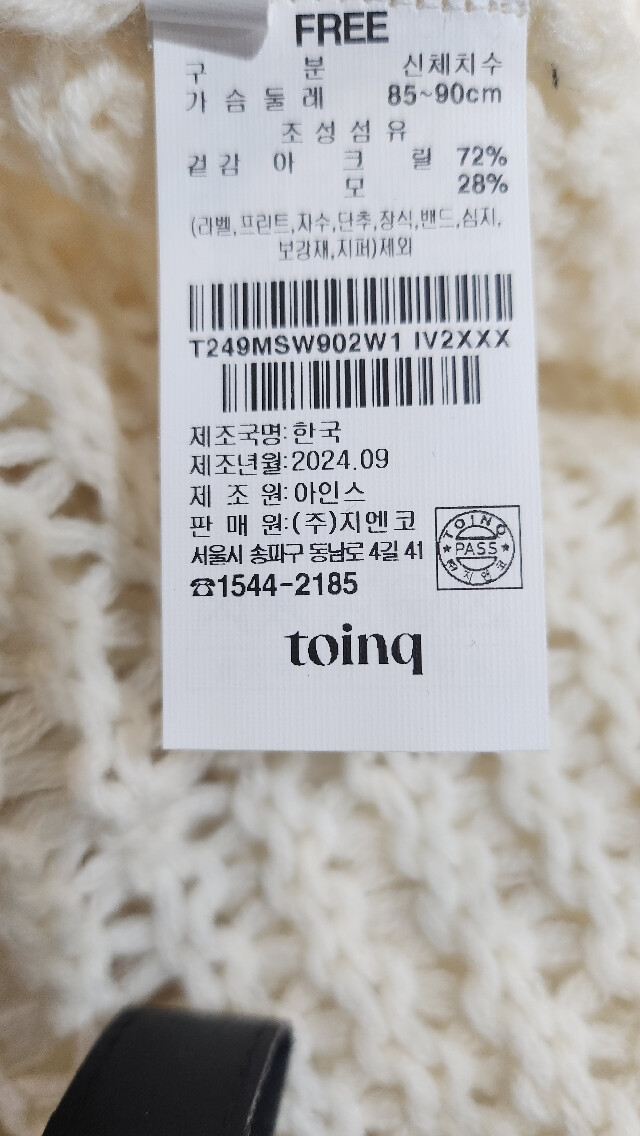 FREE
구 분 신체치수
가 슴 둘 레 85~90cm
조 성 섬 유
겉감 아 크 릴 72%
모 28%
(라벨,프린트,자수,단추,장식,밴드,심지,
보강재,지퍼)제외
T249MSW902W1 IV2XXX
제조국명:한국
제조년월:2024.09
제 조 원:아인스
판 매 원:(주)지엔코
서울시 송파구 동남로 4길 41
☎1544-2185
TOINQ
PASS
지엔코
toinq